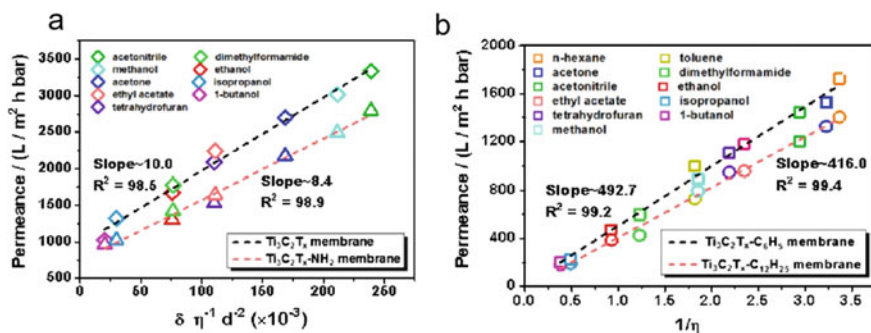 a
Permeance / (L / m² h bar)
3500
3000
2500
2000
1500
1000
500
acetonitrile
methanol
acetone
ethyl acetate
tetrahydrofuran
dimethylformamide
ethanol
isopropanol
1-butanol
Slope~10.0
R² = 98.5
Slope~8.4
R² = 98.9
Ti₃C₂Tₓ membrane
Ti₃C₂Tₓ-NH₂ membrane
0 50 100 150 200 250
δ η⁻¹ d⁻² (×10⁻³)
b
Permeance / (L / m² h bar)
2000
1600
1200
800
400
0
n-hexane
acetone
acetonitrile
ethyl acetate
tetrahydrofuran
methanol
toluene
dimethylformamide
ethanol
isopropanol
1-butanol
Slope~492.7
R² = 99.2
Slope~416.0
R² = 99.4
Ti₃C₂Tₓ-C₆H₅ membrane
Ti₃C₂Tₓ-C₁₂H₂₅ membrane
0.0 0.5 1.0 1.5 2.0 2.5 3.0 3.5
1/η